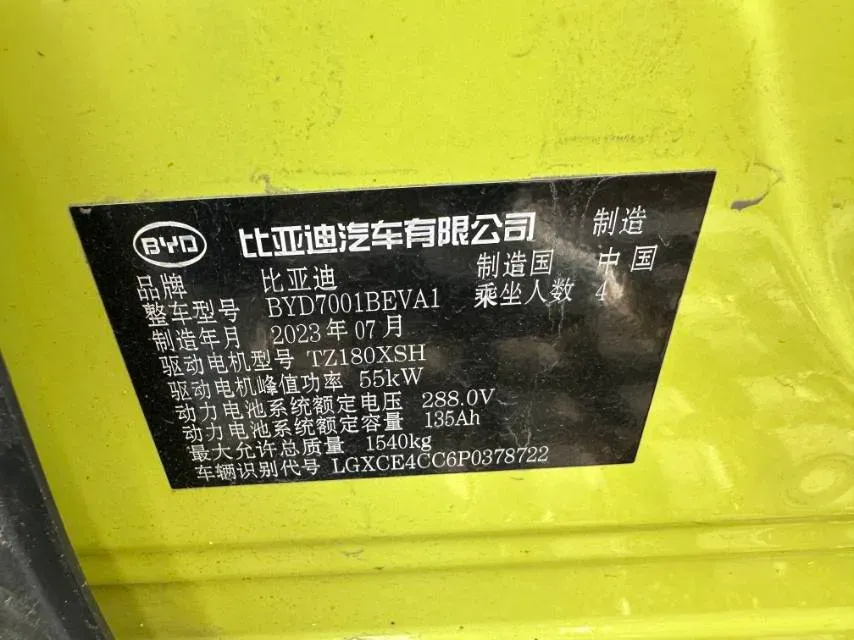 BYD 比亚迪汽车有限公司 制造
品牌 比亚迪 制造国 中国
整车型号 BYD7001BEVA1 乘坐人数 4
制造年月 2023年07月
驱动电机型号 TZ180XSH
驱动电机峰值功率 55kW
动力电池系统额定电压 288.0V
动力电池系统额定容量 135Ah
最大允许总质量 1540kg
车辆识别代号 LGXCE4CC6P0378722